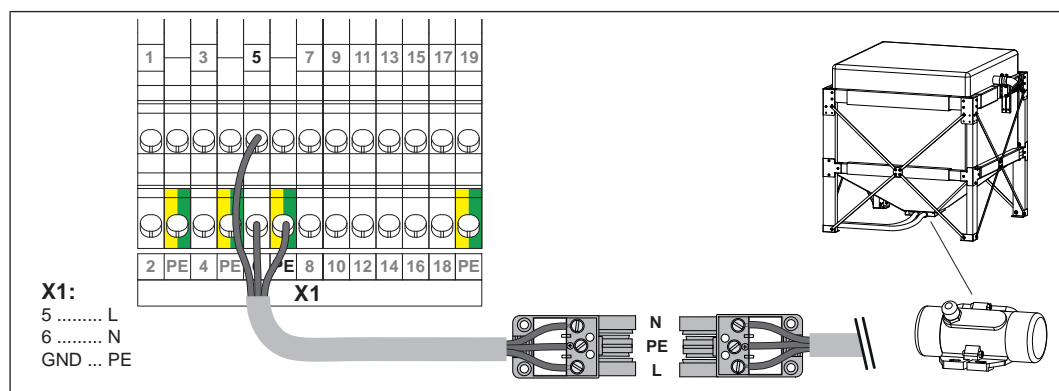 1 3 5 7 9 11 13 15 17 19
2 PE 4 PE PE 8 10 12 14 16 18 PE
X1
X1:
5 ......... L
6 ......... N
GND ... PE
N
PE
L